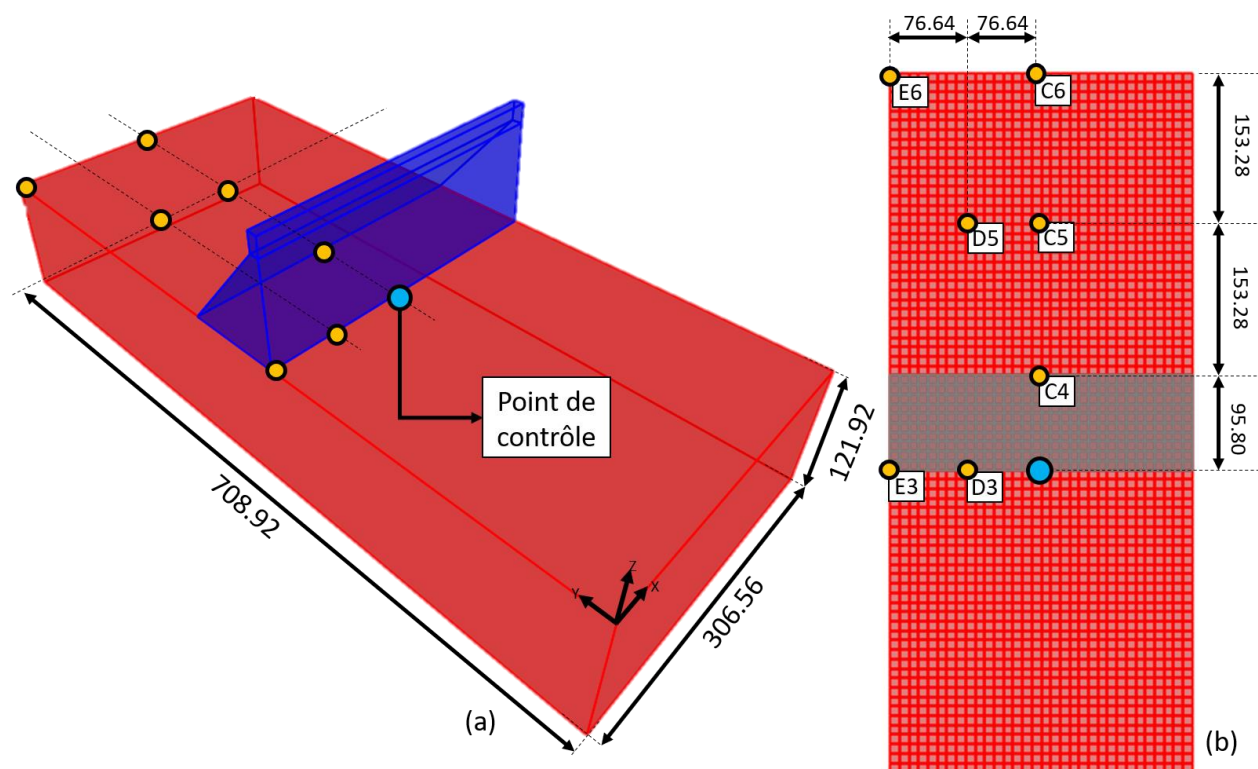 76.64
76.64
E6
C6
153.28
D5
C5
153.28
C4
95.80
E3
D3
Point de
contrôle
121.92
708.92
306.56
Z
Y
X
(a)
(b)